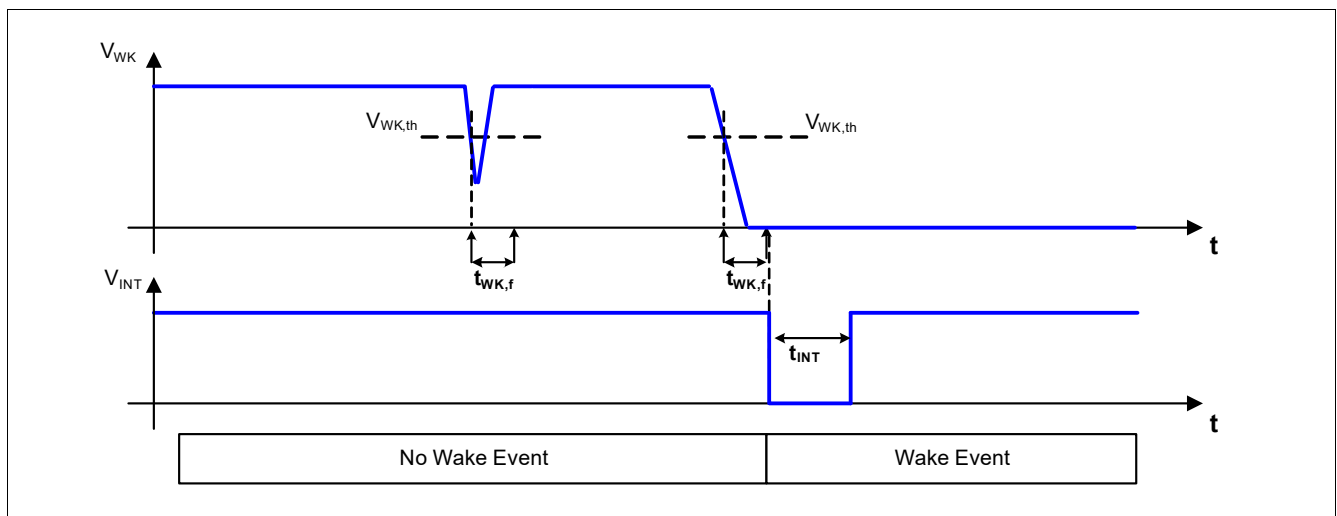 VWK
VWK,th
VWK,th
t
tWK,f
tWK,f
VINT
tINT
t
No Wake Event
Wake Event